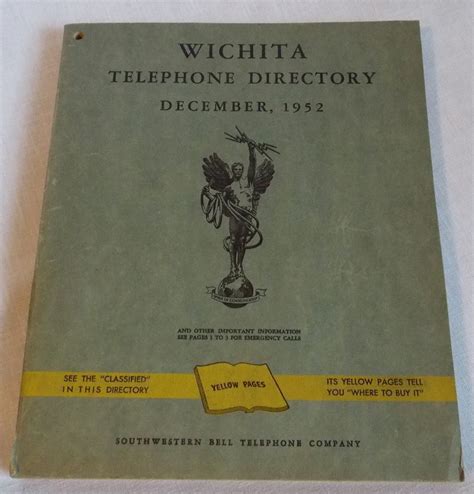 WICHITA
TELEPHONE DIRECTORY
DECEMBER, 1952
AND OTHER IMPORTANT INFORMATION
SEE PAGES 1 TO 3 FOR EMERGENCY CALLS
SEE THE "CLASSIFIED"
IN THIS DIRECTORY
YELLOW PAGES
ITS YELLOW PAGES TELL
YOU "WHERE TO BUY IT"
SOUTHWESTERN BELL TELEPHONE COMPANY